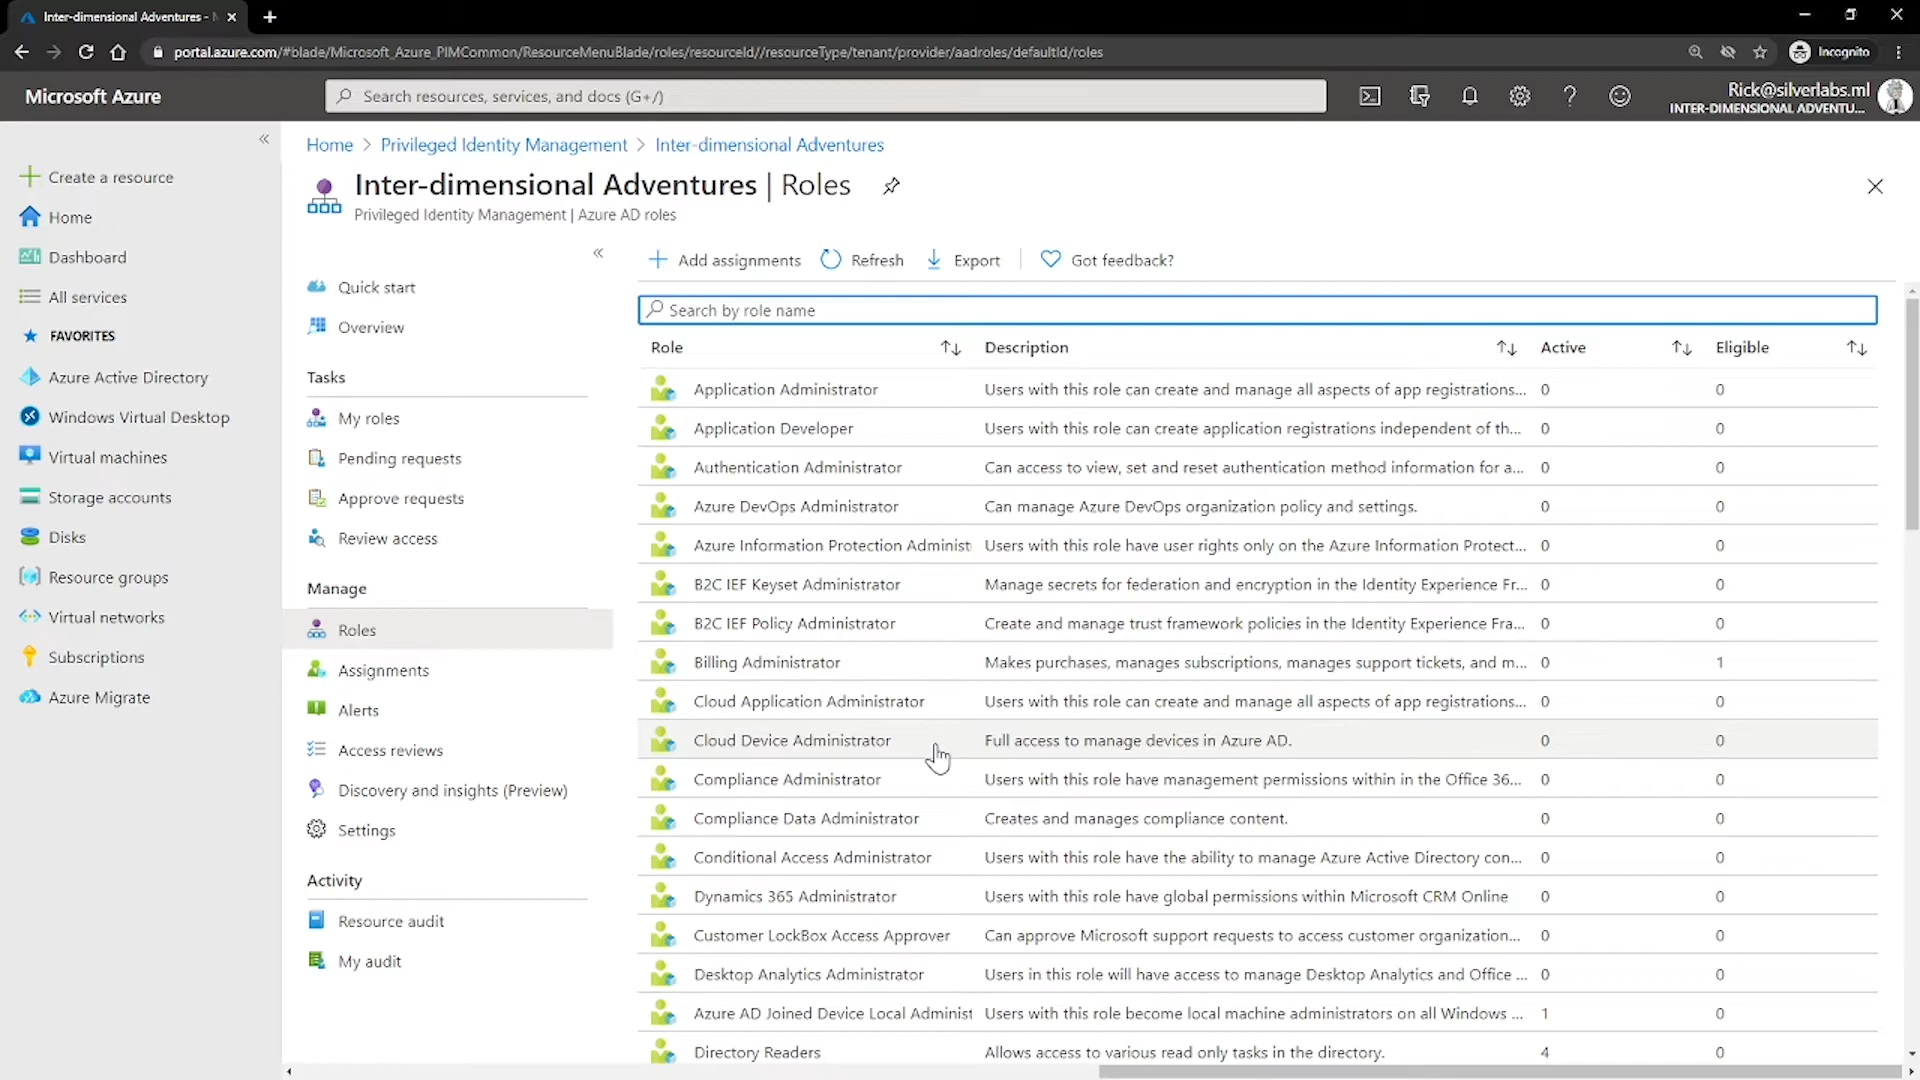 Inter-dimensional Adventures -
portal.azure.com/#blade/Microsoft_Azure_PIMCommon/ResourceMenuBlade/roles/resourceId//resourceType/tenant/provider/aadroles/defaultId/roles
Incognito
Microsoft Azure
Search resources, services, and docs (G+/)
Rick@silverlabs.ml
INTER-DIMENSIONAL ADVENTU...
Create a resource
Home
Dashboard
All services
FAVORITES
Azure Active Directory
Windows Virtual Desktop
Virtual machines
Storage accounts
Disks
Resource groups
Virtual networks
Subscriptions
Azure Migrate
Home > Privileged Identity Management > Inter-dimensional Adventures
Inter-dimensional Adventures | Roles
Privileged Identity Management | Azure AD roles
Quick start
Overview
Tasks
My roles
Pending requests
Approve requests
Review access
Manage
Roles
Assignments
Alerts
Access reviews
Discovery and insights (Preview)
Settings
Activity
Resource audit
My audit
Add assignments Refresh Export Got feedback?
Search by role name
Role Description Active Eligible
Application Administrator Users with this role can create and manage all aspects of app registrations... 0 0
Application Developer Users with this role can create application registrations independent of th... 0 0
Authentication Administrator Can access to view, set and reset authentication method information for a... 0 0
Azure DevOps Administrator Can manage Azure DevOps organization policy and settings. 0 0
Azure Information Protection Administ Users with this role have user rights only on the Azure Information Protect... 0 0
B2C IEF Keyset Administrator Manage secrets for federation and encryption in the Identity Experience Fr... 0 0
B2C IEF Policy Administrator Create and manage trust framework policies in the Identity Experience Fra... 0 0
Billing Administrator Makes purchases, manages subscriptions, manages support tickets, and m... 0 1
Cloud Application Administrator Users with this role can create and manage all aspects of app registrations... 0 0
Cloud Device Administrator Full access to manage devices in Azure AD. 0 0
Compliance Administrator Users with this role have management permissions within in the Office 36... 0 0
Compliance Data Administrator Creates and manages compliance content. 0 0
Conditional Access Administrator Users with this role have the ability to manage Azure Active Directory con... 0 0
Dynamics 365 Administrator Users with this role have global permissions within Microsoft CRM Online 0 0
Customer LockBox Access Approver Can approve Microsoft support requests to access customer organization... 0 0
Desktop Analytics Administrator Users in this role will have access to manage Desktop Analytics and Office ... 0 0
Azure AD Joined Device Local Administ Users with this role become local machine administrators on all Windows ... 1 0
Directory Readers Allows access to various read only tasks in the directory. 4 0